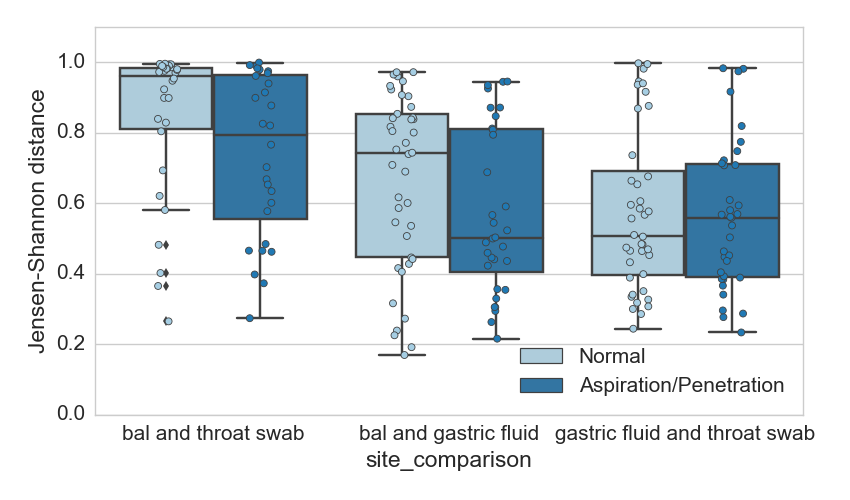 Jensen-Shannon distance
1.0
0.8
0.6
0.4
0.2
0.0
Normal
Aspiration/Penetration
bal and throat swab
bal and gastric fluid
gastric fluid and throat swab
site_comparison